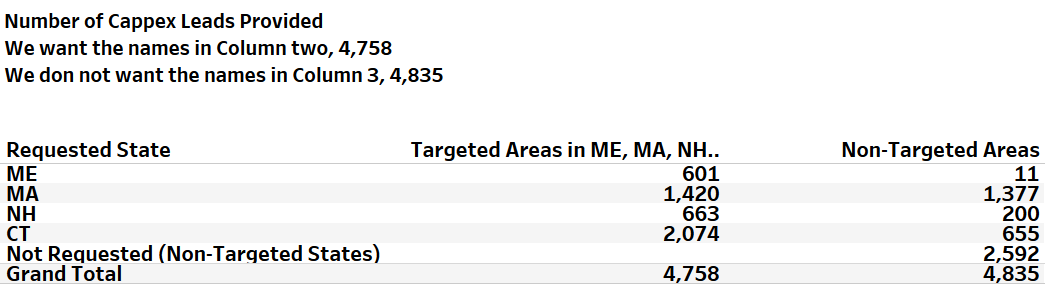 Number of Cappex Leads Provided
We want the names in Column two, 4,758
We don not want the names in Column 3, 4,835
Requested State Targeted Areas in ME, MA, NH.. Non-Targeted Areas
ME 601 11
MA 1,420 1,377
NH 663 200
CT 2,074 655
Not Requested (Non-Targeted States) 2,592
Grand Total 4,758 4,835